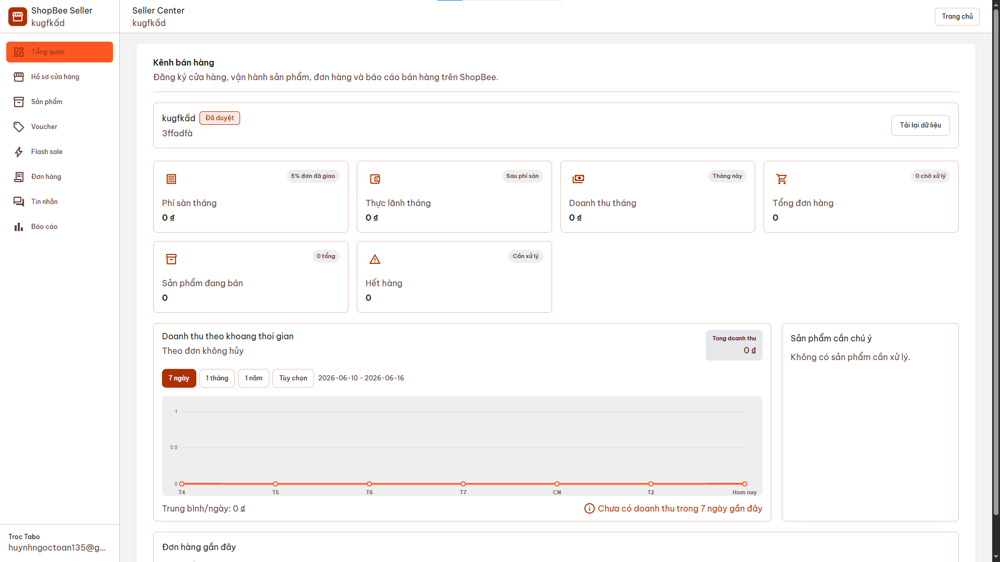 ShopBee Seller
kugfkấd
Seller Center
kugfkấd
Trang chủ
Tổng quan
Hồ sơ cửa hàng
Sản phẩm
Voucher
Flash sale
Đơn hàng
Tin nhắn
Báo cáo
Troc Tabo
huynhngoctoan135@g...
Kênh bán hàng
Đăng ký cửa hàng, vận hành sản phẩm, đơn hàng và báo cáo bán hàng trên ShopBee.
kugfkấd Đã duyệt
3ffadfà
Tải lại dữ liệu
5% đơn đã giao
Phí sàn tháng
0 ₫
Sau phí sàn
Thực lãnh tháng
0 ₫
Tháng này
Doanh thu tháng
0 ₫
0 chờ xử lý
Tổng đơn hàng
0
0 tổng
Sản phẩm đang bán
0
Cần xử lý
Hết hàng
0
Doanh thu theo khoang thoi gian
Theo đơn không hủy
Tong doanh thu
0 ₫
7 ngày 1 tháng 1 năm Tùy chọn 2026-06-10 - 2026-06-16
1
0.5
0
T4 T5 T6 T7 CN T2 Hom nay
Trung bình/ngày: 0 ₫
Chưa có doanh thu trong 7 ngày gần đây
Sản phẩm cần chú ý
Không có sản phẩm cần xử lý.
Đơn hàng gần đây